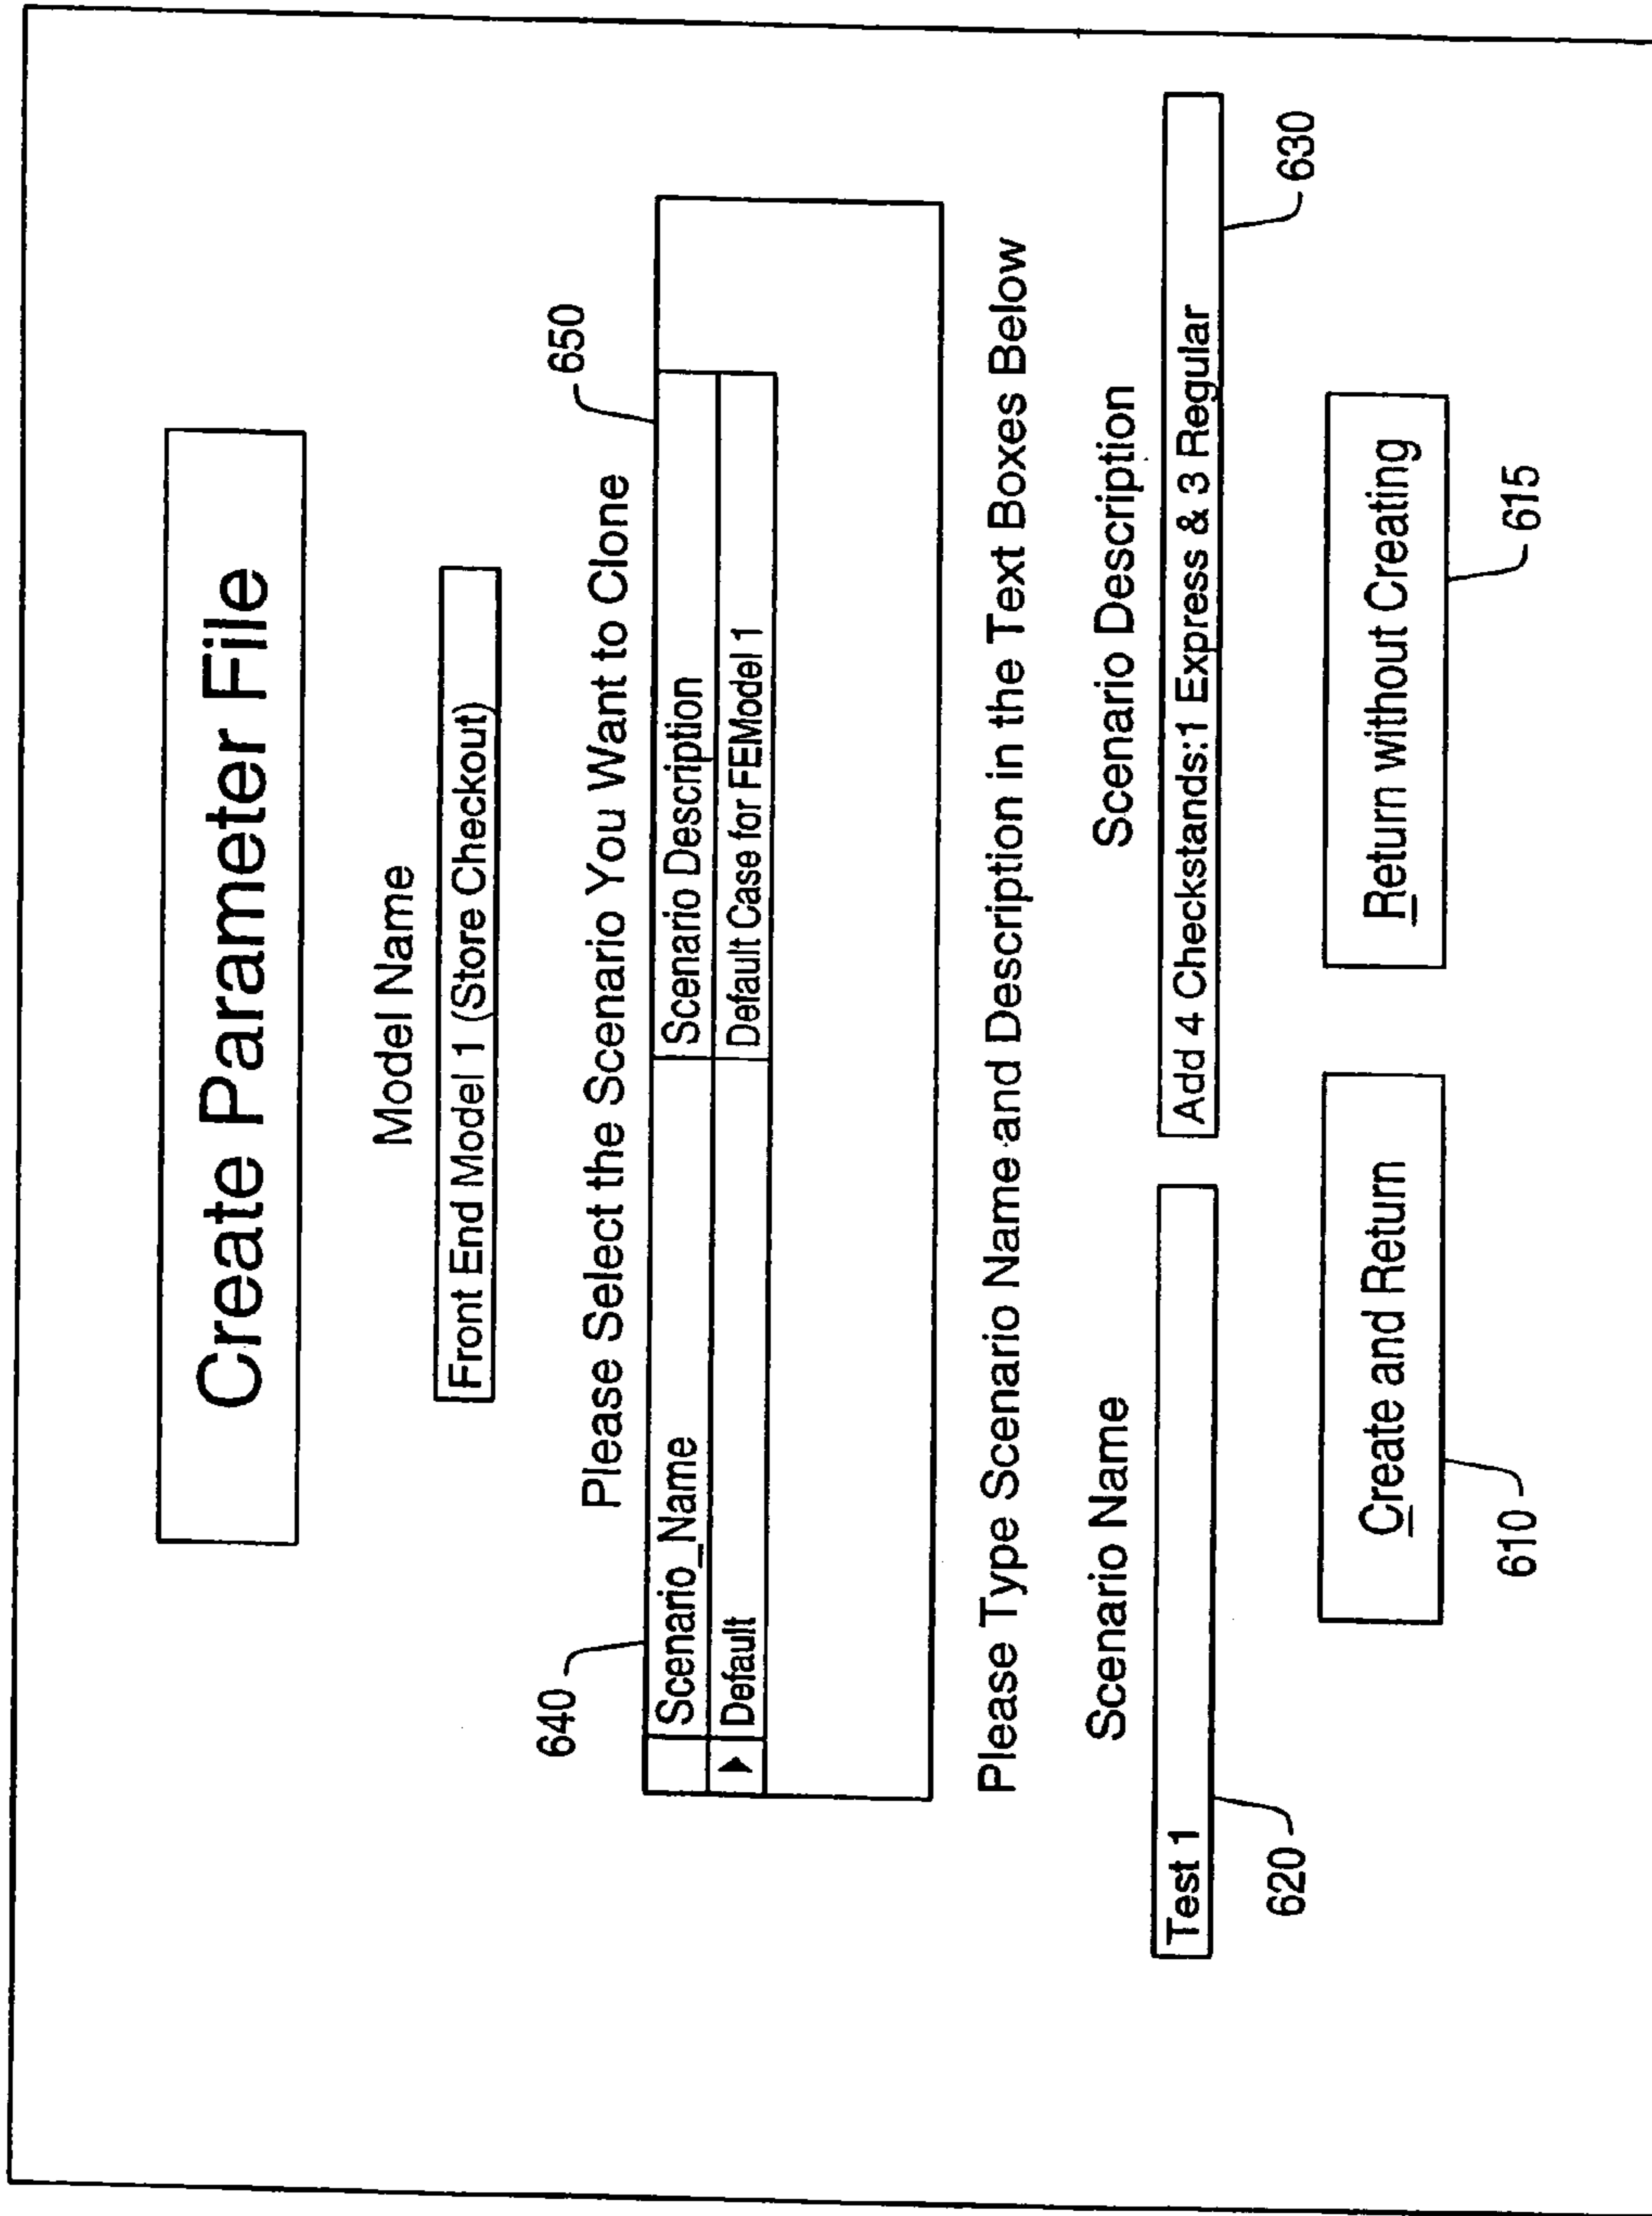 Create Parameter File
Model Name
Front End Model 1 (Store Checkout)
Please Select the Scenario You Want to Clone
640
650
Scenario_Name Scenario Description
Default Default Case for FEModel 1
Please Type Scenario Name and Description in the Text Boxes Below
Scenario Name Scenario Description
Test 1 Add 4 Checkstands:1 Express & 3 Regular
620
630
Create and Return Return without Creating
610
615